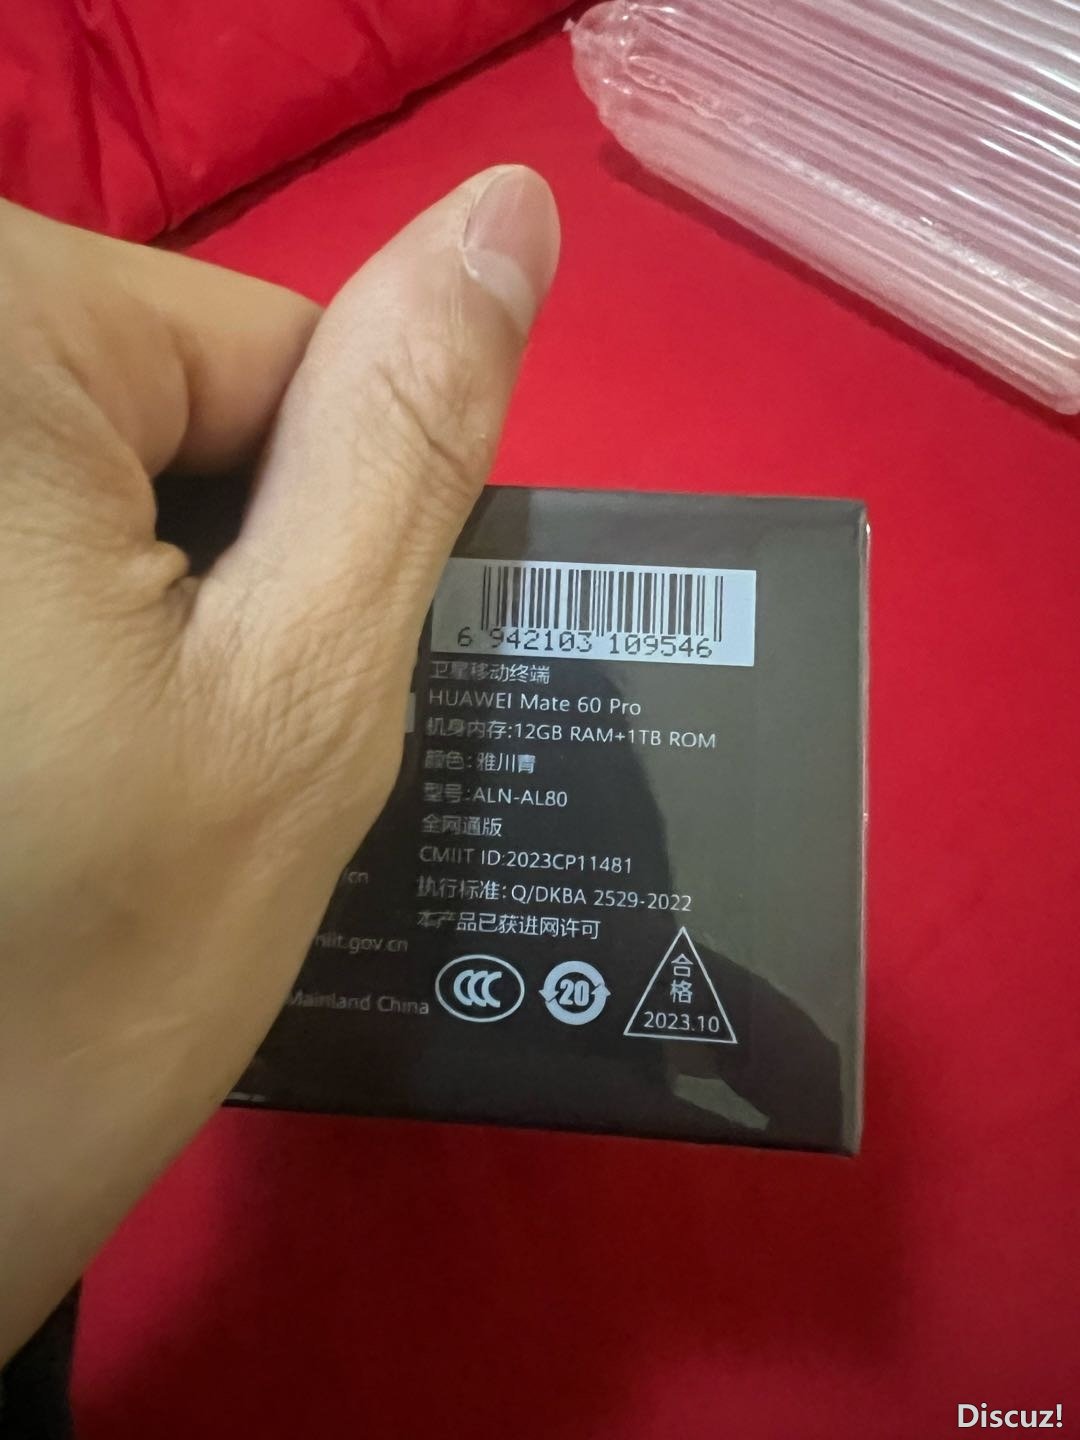 6 942103 109546
卫星移动终端
HUAWEI Mate 60 Pro
机身内存:12GB RAM+1TB ROM
颜色:雅川青
型号:ALN-AL80
全网通版
CMIIT ID:2023CP11481
执行标准:Q/DKBA 2529-2022
本产品已获进网许可
.gov.cn
Mainland China
CCC
20
合格
2023.10
Discuz!